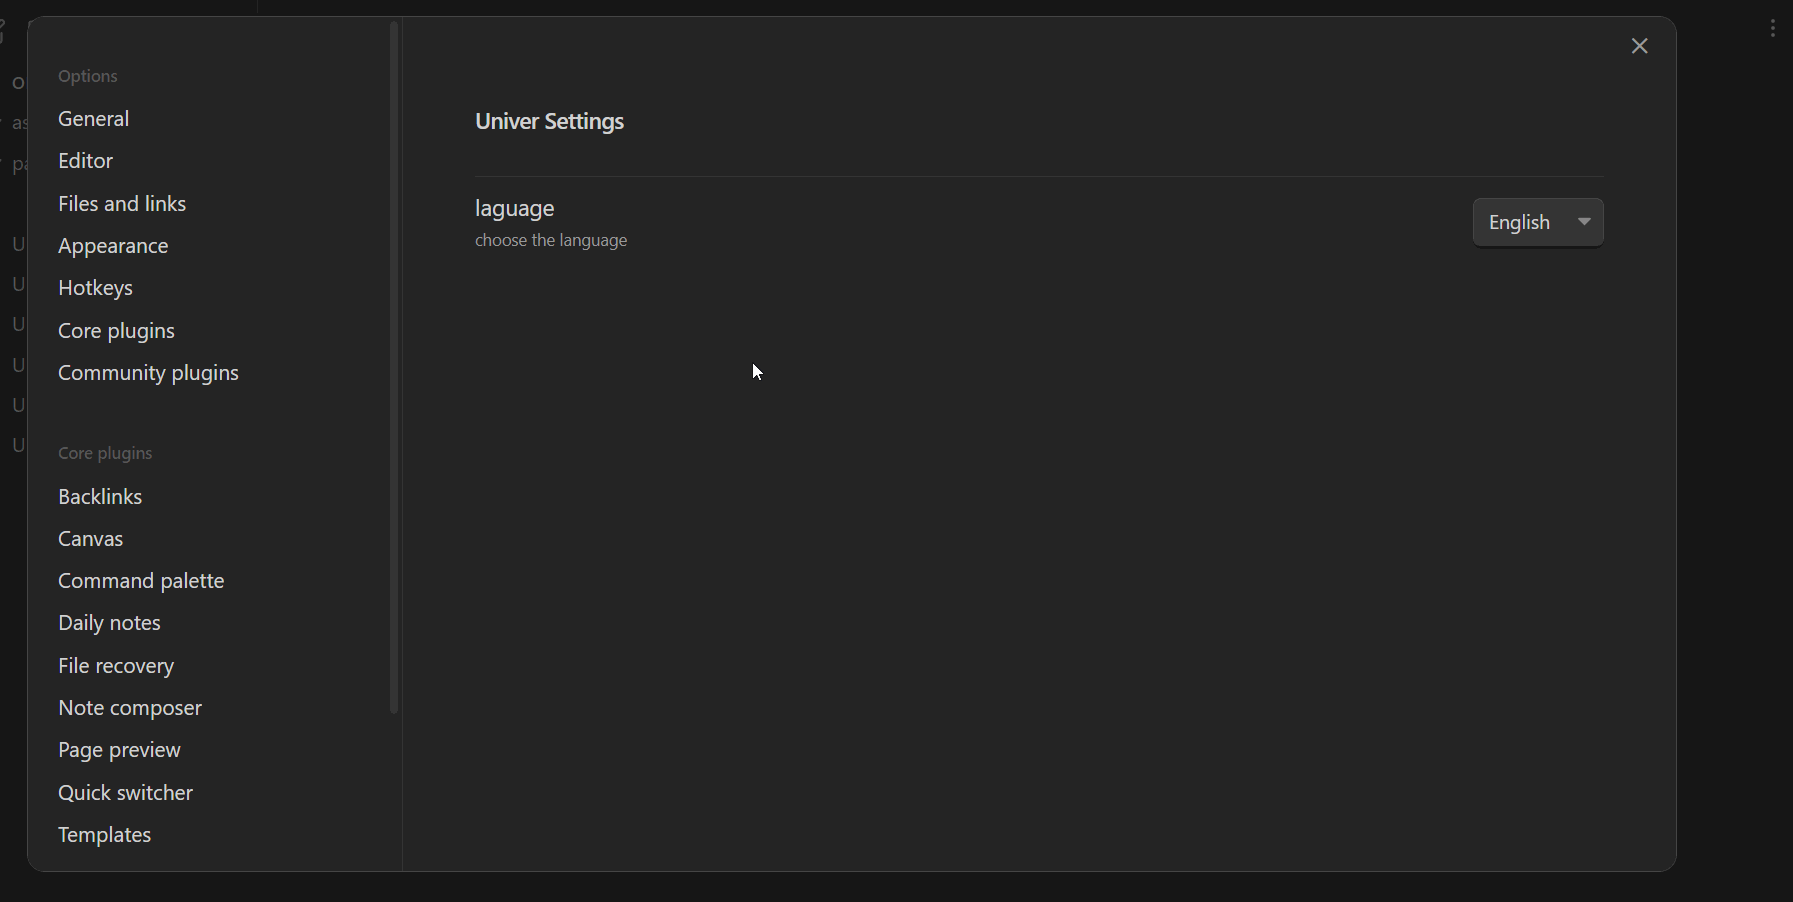 Options
General
Editor
Files and links
Appearance
Hotkeys
Core plugins
Community plugins
Core plugins
Backlinks
Canvas
Command palette
Daily notes
File recovery
Note composer
Page preview
Quick switcher
Templates
Univer Settings
laguage
choose the language
English